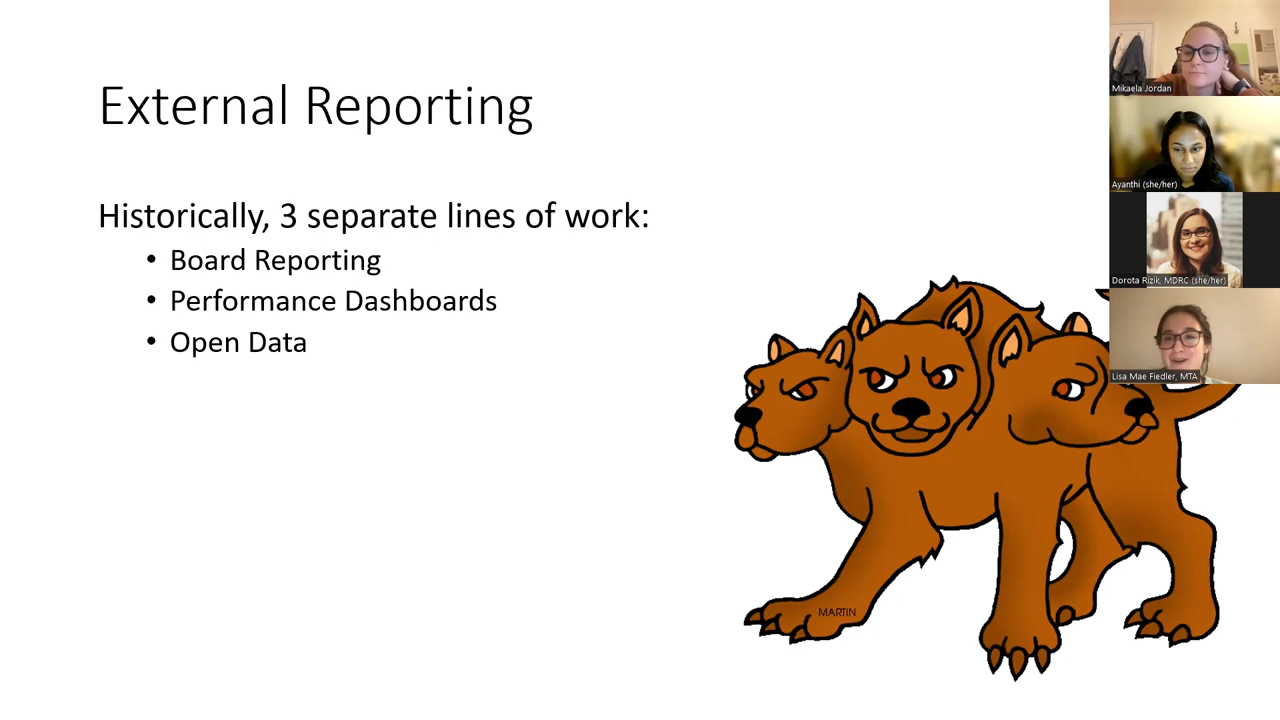 External Reporting
Historically, 3 separate lines of work:
• Board Reporting
• Performance Dashboards
• Open Data
MARTIN
Mikaela Jordan
Ayanthi (she/her)
Dorota Rizik, MDRC (she/her)
Lisa Mae Fiedler, MTA